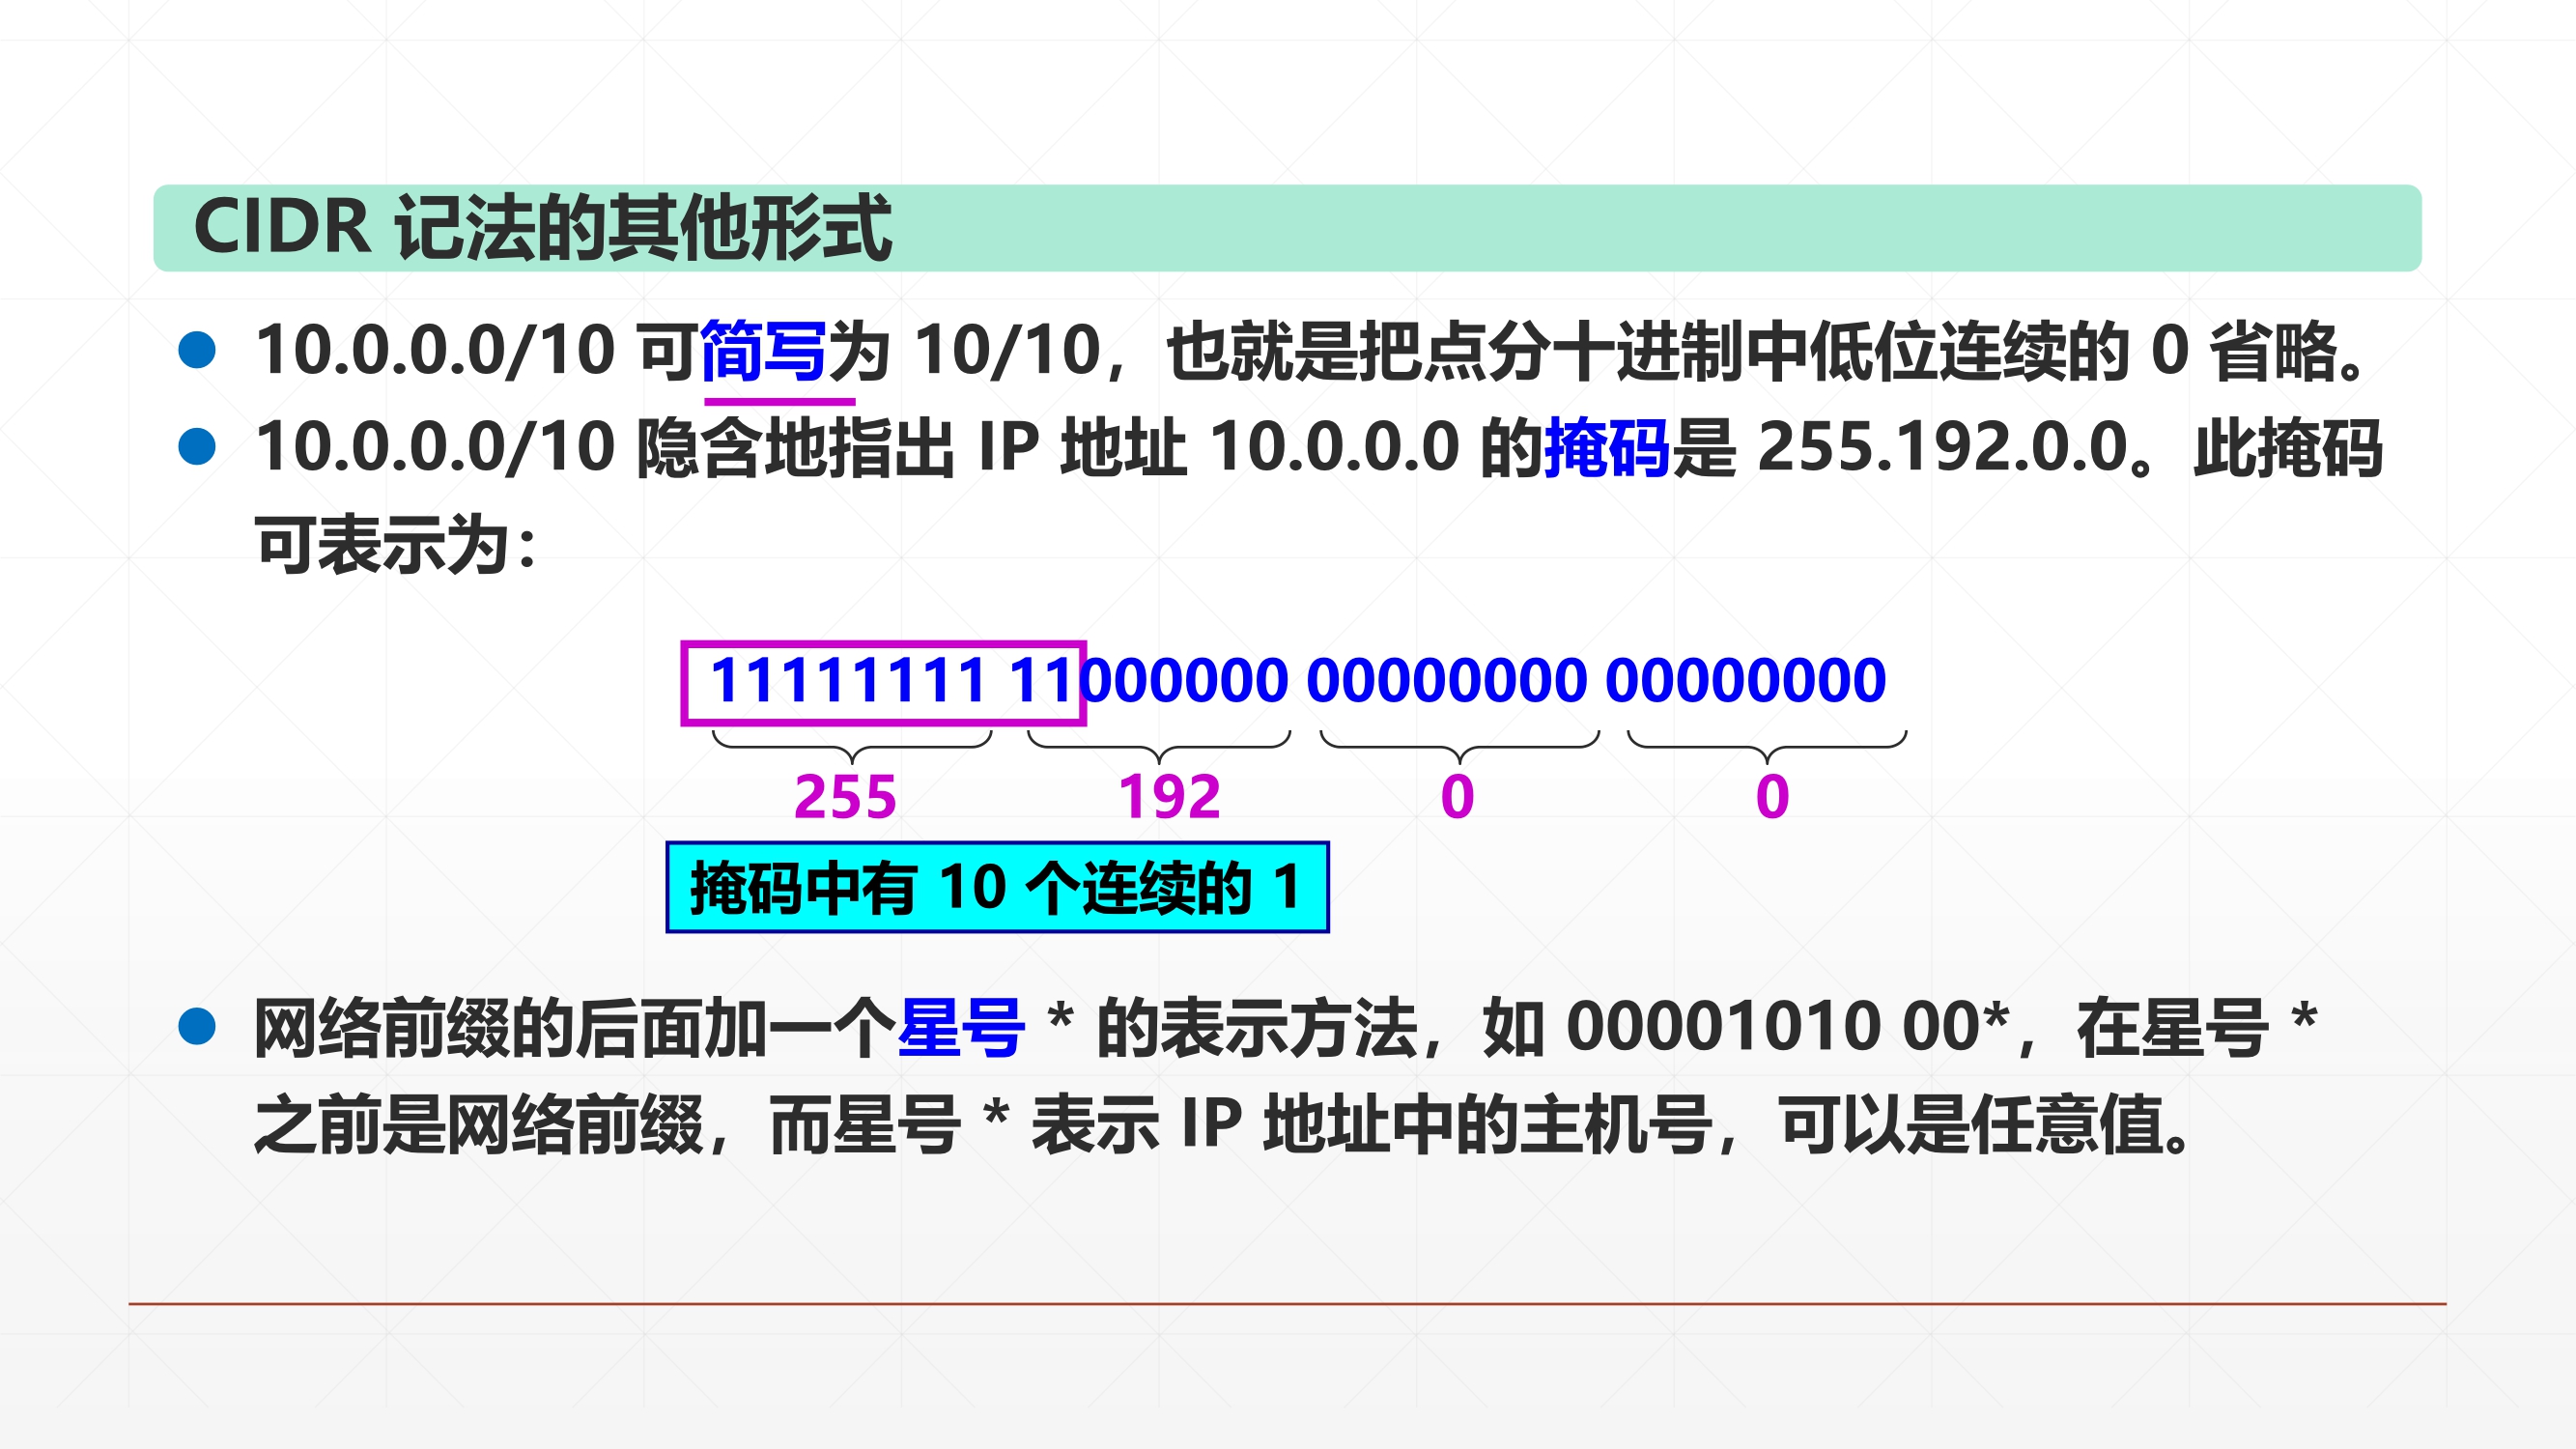 CIDR 记法的其他形式
10.0.0.0/10 可简写为 10/10，也就是把点分十进制中低位连续的 0 省略。
10.0.0.0/10 隐含地指出 IP 地址 10.0.0.0 的掩码是 255.192.0.0。此掩码
可表示为：
11111111 11000000 00000000 00000000
255 192 0 0
掩码中有 10 个连续的 1
网络前缀的后面加一个星号 * 的表示方法，如 00001010 00*，在星号 *
之前是网络前缀，而星号 * 表示 IP 地址中的主机号，可以是任意值。